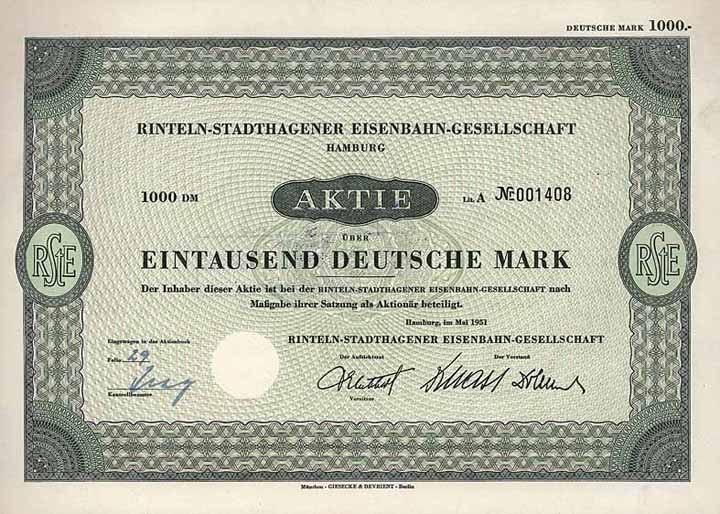 DEUTSCHE MARK 1000.-
RINTELN-STADTHAGENER EISENBAHN-GESELLSCHAFT
HAMBURG
1000 DM
AKTIE
Lit. A № 001408
ÜBER
EINTAUSEND DEUTSCHE MARK
Der Inhaber dieser Aktie ist bei der RINTELN-STADTHAGENER EISENBAHN-GESELLSCHAFT nach
Maßgabe ihrer Satzung als Aktionär beteiligt.
Hamburg, im Mai 1951
RStE
RStE
Eingetragen in das Aktienbuch
Folio 29
Kontrollbeamter
RINTELN-STADTHAGENER EISENBAHN-GESELLSCHAFT
Der Aufsichtsrat
Der Vorstand
Vorsitzer
München - GIESECKE & DEVRIENT - Berlin